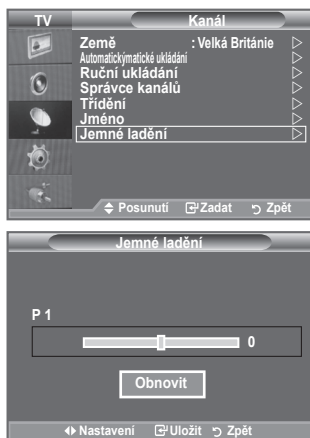 TV Kanál
Země : Velká Británie
Automatickýmatické ukládání
Ruční ukládání
Správce kanálů
Třídění
Jméno
Jemné ladění
Posunutí Zadat Zpět
Jemné ladění
P 1
0
Obnovit
Nastavení Uložit Zpět